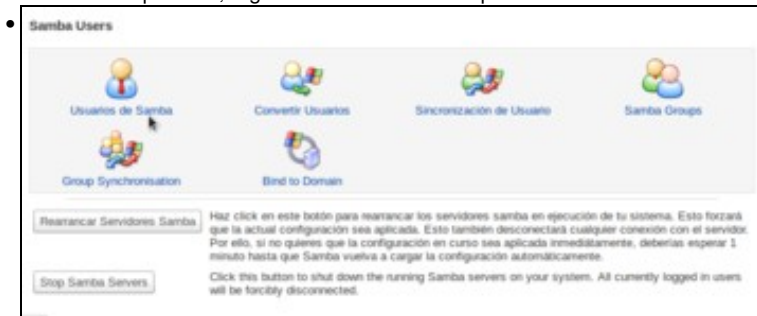 Samba Users
Usuarios de Samba
Convertir Usuarios
Sincronización de Usuario
Samba Groups
Group Synchronisation
Bind to Domain
Rearrancar Servidores Samba
Haz click en este botón para rearrancar los servidores samba en ejecución de tu sistema. Esto forzará
que la actual configuración sea aplicada. Esto también desconectará cualquier conexión con el servidor.
Por ello, si no quieres que la configuración en curso sea aplicada inmediátamente, deberías esperar 1
minuto hasta que Samba vuelva a cargar la configuración automáticamente.
Stop Samba Servers
Click this button to shut down the running Samba servers on your system. All currently logged in users
will be forcibly disconnected.